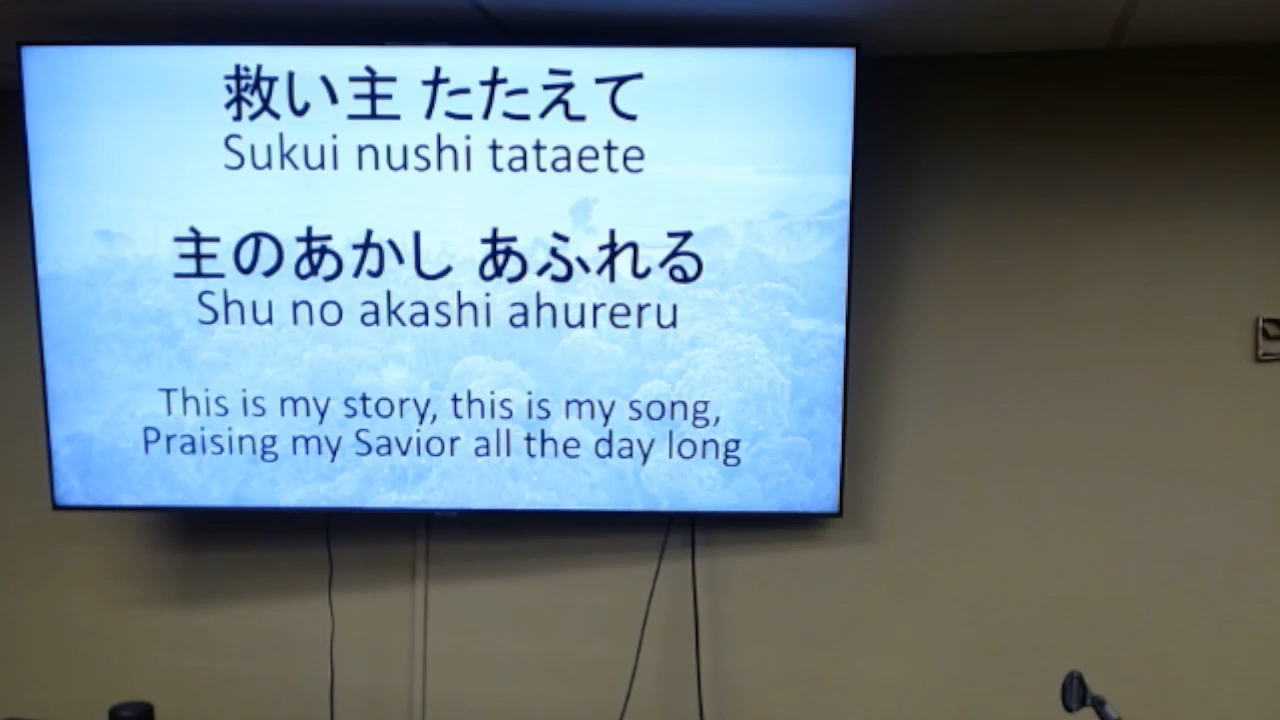 救い主 たたえて
Sukui nushi tataete
主のあかし あふれる
Shu no akashi ahureru
This is my story, this is my song,
Praising my Savior all the day long